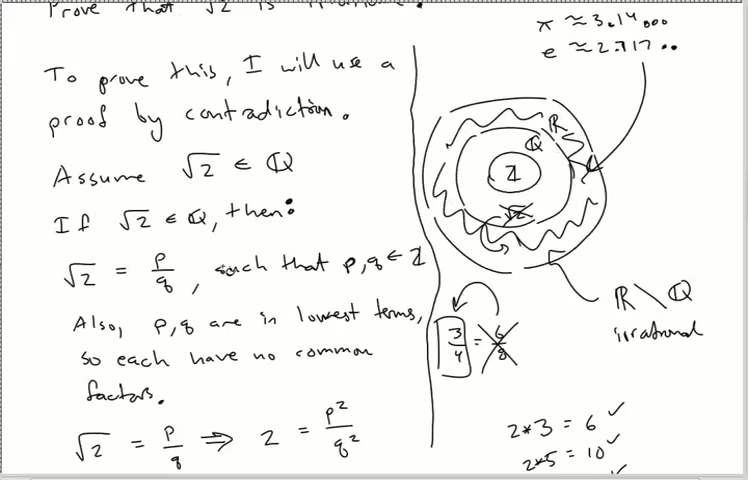 Prove that √2 is irrational.
To prove this, I will use a
proof by contradiction.
Assume √2 ∈ ℚ
If √2 ∈ ℚ, then:
√2 = p/q, such that p,q ∈ ℤ
Also, p,q are in lowest terms,
so each have no common
factors.
√2 = p/q ⇒ 2 = p²/q²
π ≈ 3.14...
e ≈ 2.717..
ℝ
ℚ
ℤ
√2
ℝ \ ℚ
irrational
3/4 = 6/8
2*3 = 6 ✓
2*5 = 10 ✓